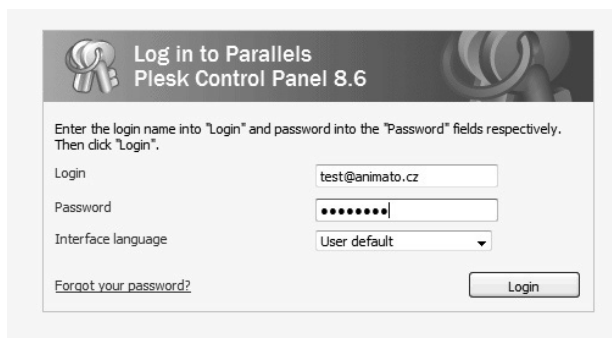 Log in to Parallels
Plesk Control Panel 8.6
Enter the login name into "Login" and password into the "Password" fields respectively.
Then click "Login".
Login test@animato.cz
Password ••••••••
Interface language User default
Forgot your password? Login